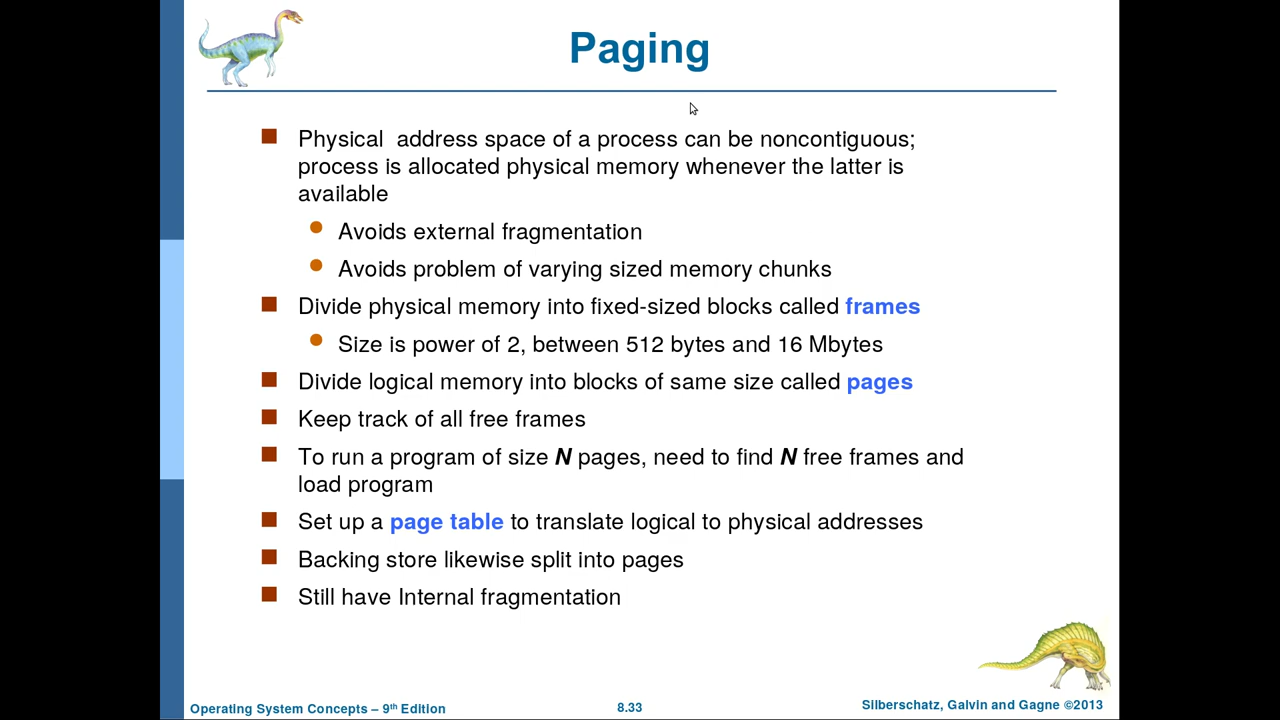 Paging
Physical  address space of a process can be noncontiguous;
process is allocated physical memory whenever the latter is
available
Avoids external fragmentation
Avoids problem of varying sized memory chunks
Divide physical memory into fixed-sized blocks called frames
Size is power of 2, between 512 bytes and 16 Mbytes
Divide logical memory into blocks of same size called pages
Keep track of all free frames
To run a program of size N pages, need to find N free frames and
load program
Set up a page table to translate logical to physical addresses
Backing store likewise split into pages
Still have Internal fragmentation
Operating System Concepts – 9th Edition
8.33
Silberschatz, Galvin and Gagne ©2013